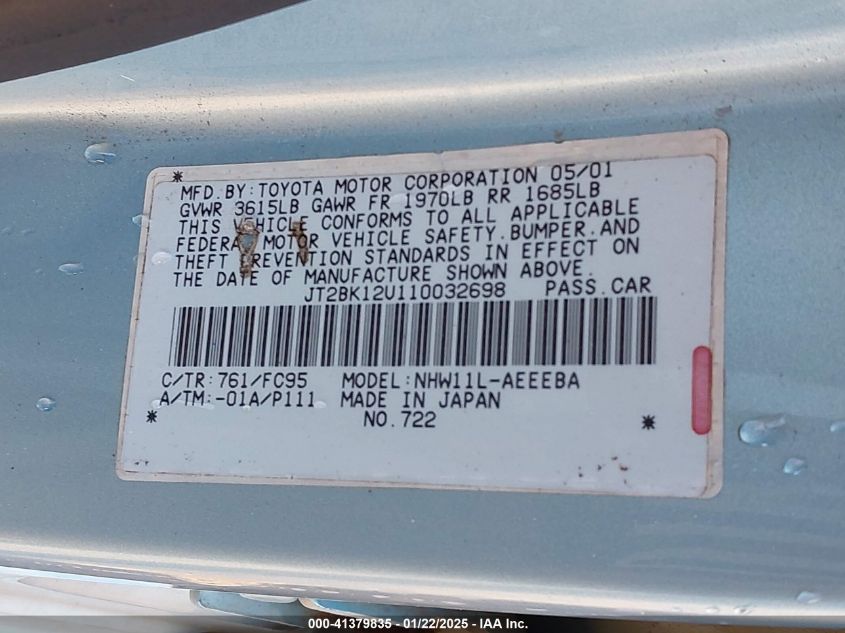 MFD. BY: TOYOTA MOTOR CORPORATION 05/01
GVWR 3615LB GAWR FR 1970LB RR 1685LB
THIS VEHICLE CONFORMS TO ALL APPLICABLE
FEDERAL MOTOR VEHICLE SAFETY, BUMPER, AND
THEFT PREVENTION STANDARDS IN EFFECT ON
THE DATE OF MANUFACTURE SHOWN ABOVE.
JT2BK12U110032698 PASS. CAR
C/TR: 761/FC95 MODEL: NHW11L-AEEEBA
A/TM: -01A/P111 MADE IN JAPAN
NO. 722
000-41379835 - 01/22/2025 - IAA Inc.